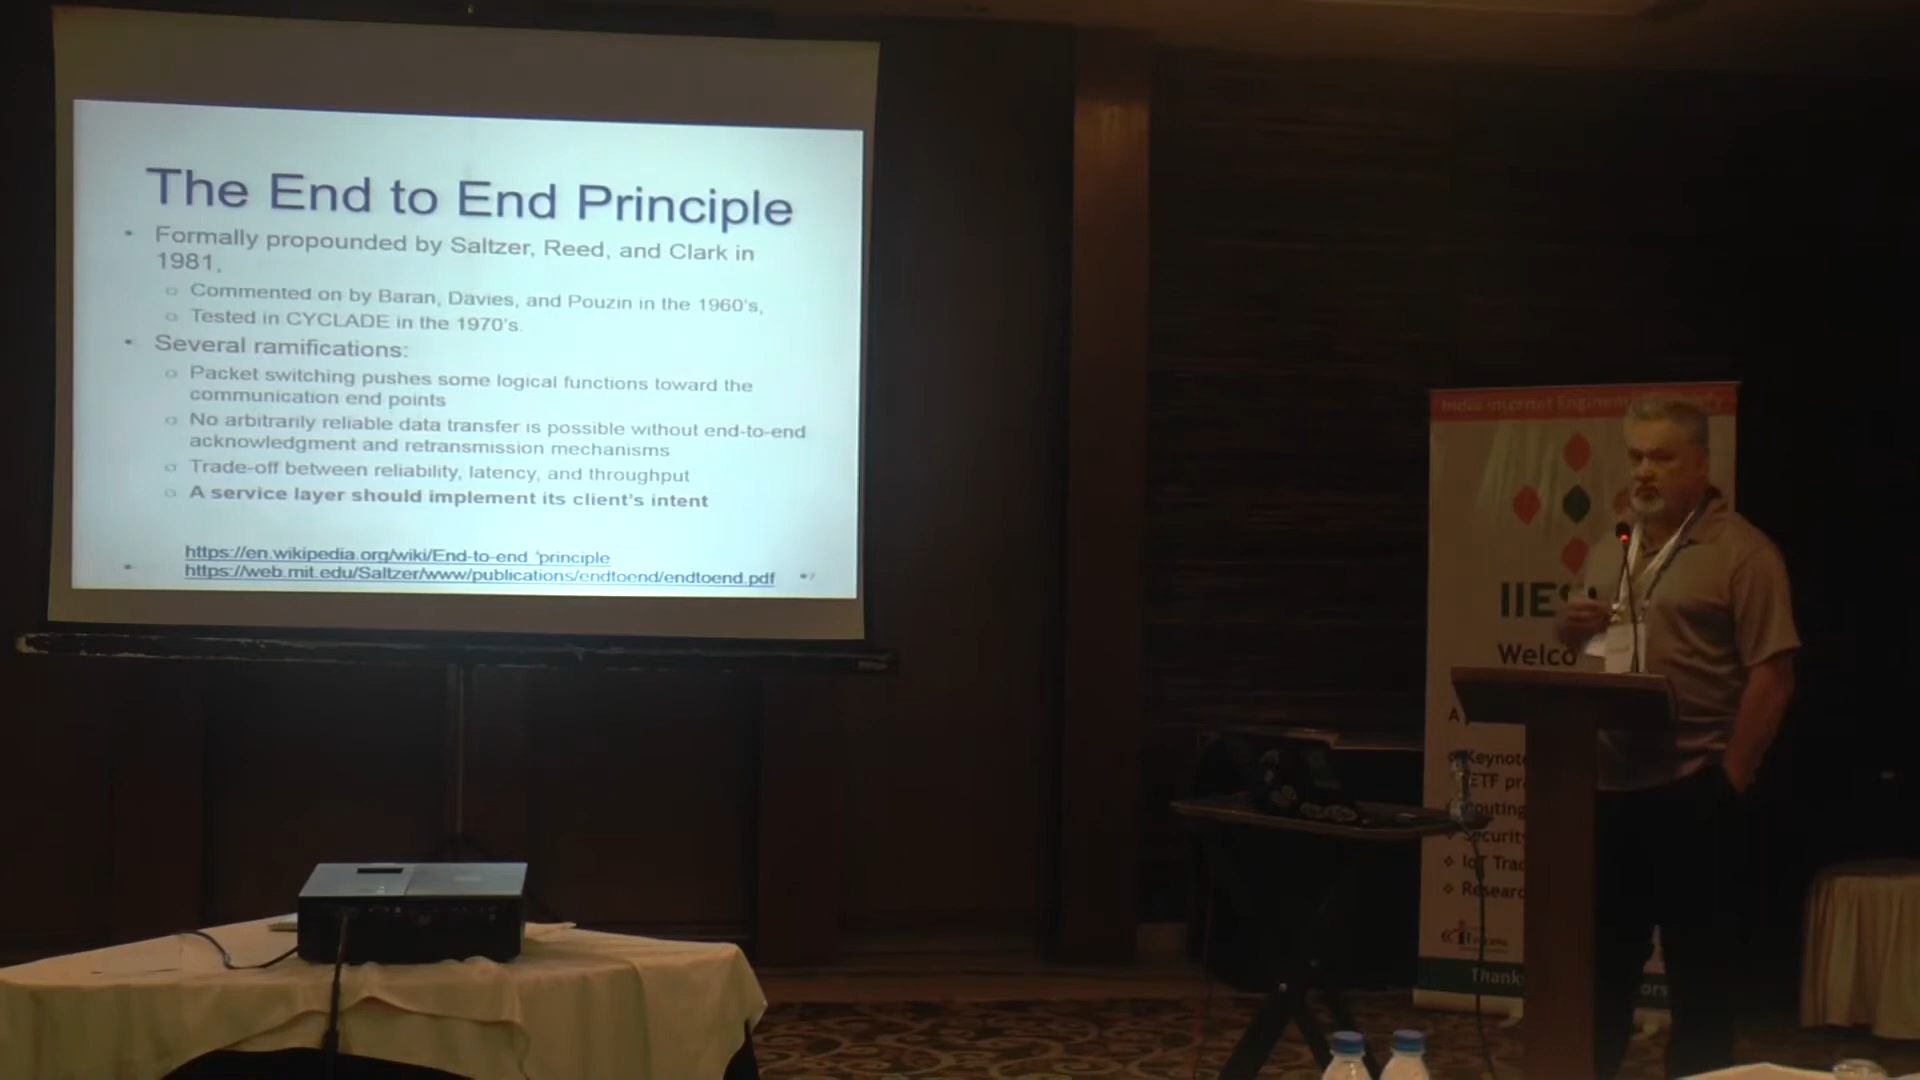 The End to End Principle
• Formally propounded by Saltzer, Reed, and Clark in
1981,
o Commented on by Baran, Davies, and Pouzin in the 1960's,
o Tested in CYCLADE in the 1970's.
• Several ramifications:
o Packet switching pushes some logical functions toward the
communication end points
o No arbitrarily reliable data transfer is possible without end-to-end
acknowledgment and retransmission mechanisms
o Trade-off between reliability, latency, and throughput
o A service layer should implement its client's intent
https://en.wikipedia.org/wiki/End-to-end_principle
• https://web.mit.edu/Saltzer/www/publications/endtoend/endtoend.pdf
•7
India Internet
IIES
Welco
A
Keynote
IETF pr
Routing
Security
IoT Trac
Researc
Thank
ors